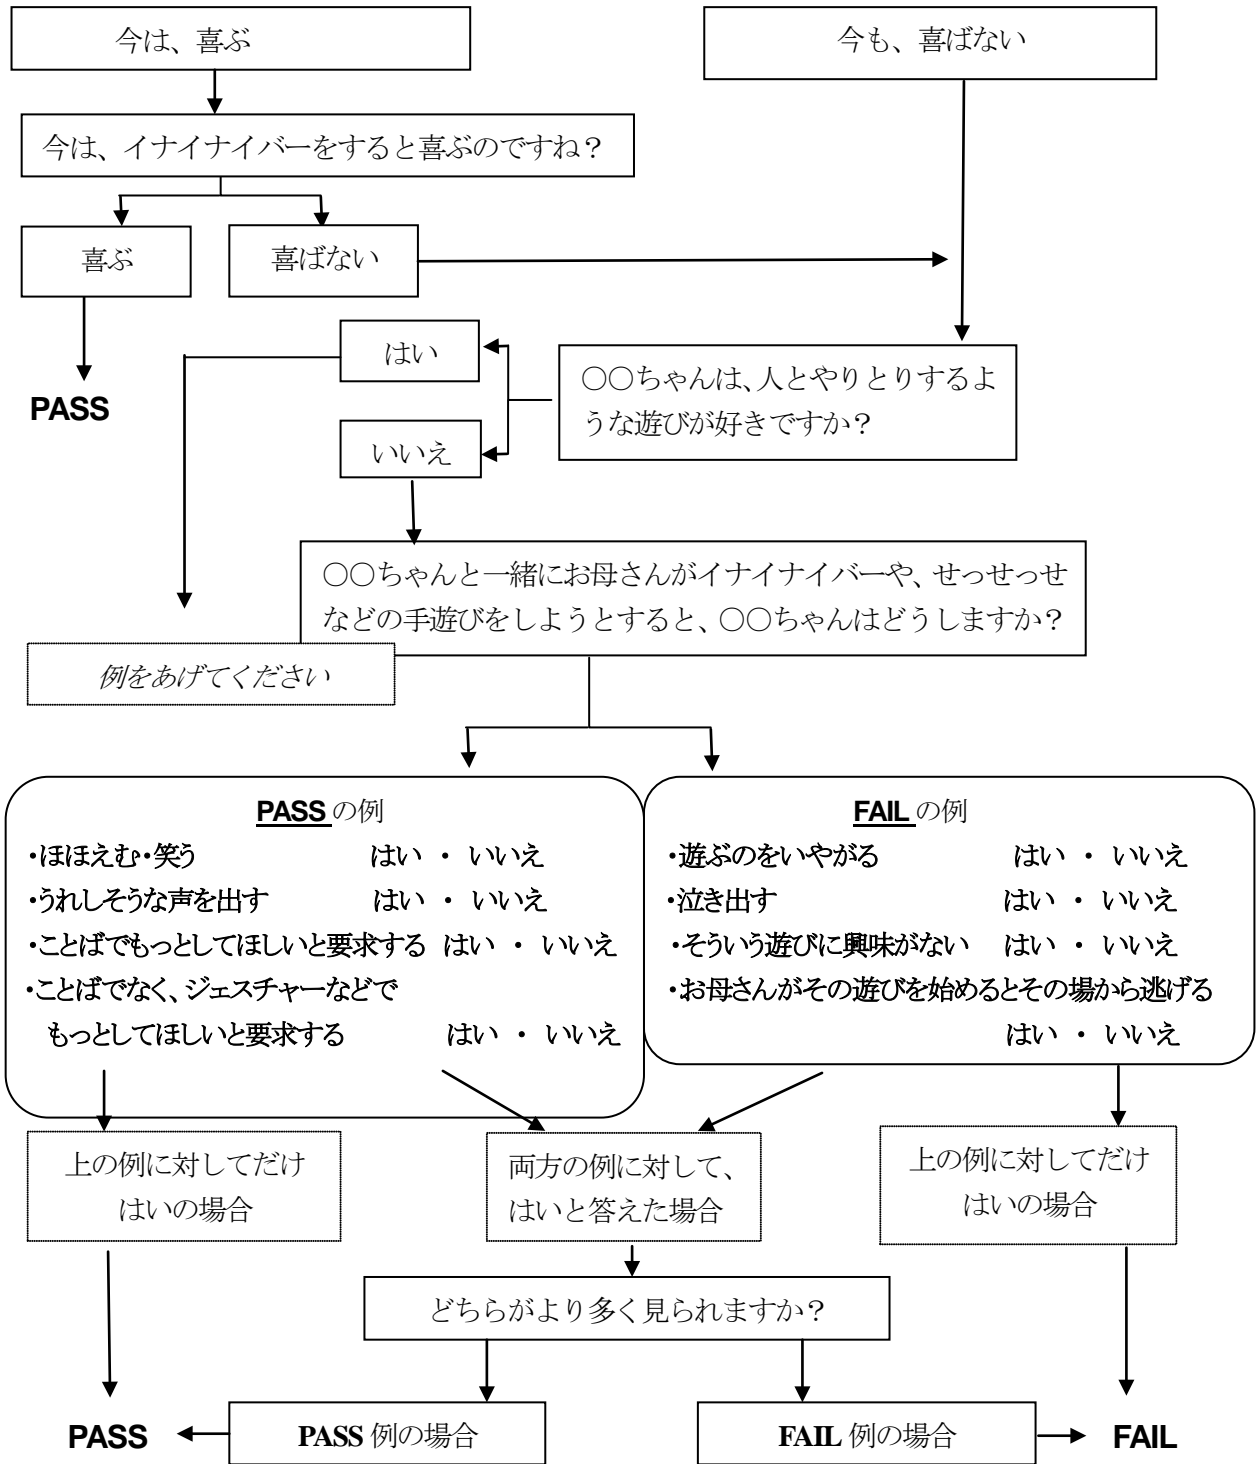 今は、喜ぶ
今も、喜ばない
今は、イナイナイバーをすると喜ぶのですね？
喜ぶ
喜ばない
はい
〇〇ちゃんは、人とやりとりするよ
うな遊びが好きですか？
PASS
いいえ
〇〇ちゃんと一緒にお母さんがイナイナイバーや、せっせっせ
などの手遊びをしようとすると、〇〇ちゃんはどうしますか？
例をあげてください
PASS の例
・ほほえむ・笑う はい ・ いいえ
・うれしそうな声を出す はい ・ いいえ
・ことばでもっとしてほしいと要求する はい ・ いいえ
・ことばでなく、ジェスチャーなどで
もっとしてほしいと要求する はい ・ いいえ
FAIL の例
・遊ぶのをいやがる はい ・ いいえ
・泣き出す はい ・ いいえ
・そういう遊びに興味がない はい ・ いいえ
・お母さんがその遊びを始めるとその場から逃げる
はい ・ いいえ
上の例に対してだけ
はいの場合
両方の例に対して、
はいと答えた場合
上の例に対してだけ
はいの場合
どちらがより多く見られますか？
PASS
PASS 例の場合
FAIL 例の場合
FAIL